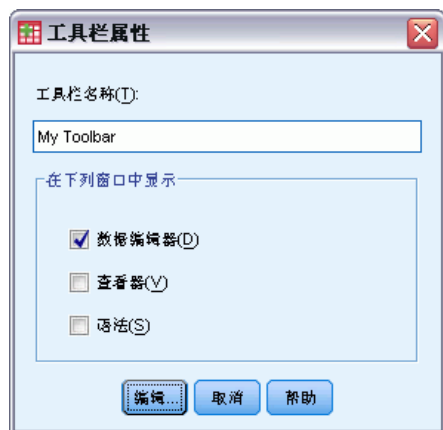 工具栏属性
工具栏名称(T):
My Toolbar
在下列窗口中显示
数据编辑器(D)
查看器(V)
语法(S)
编辑... 取消 帮助